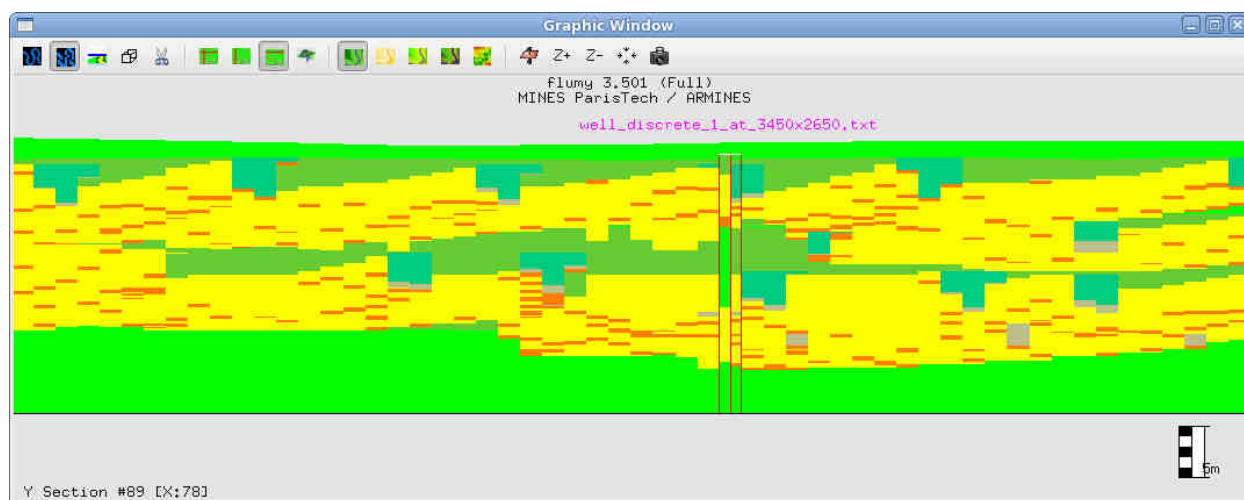 Graphic Window
Z+ Z-
flumy 3.501 (Full)
MINES ParisTech / ARMINES
well_discrete_1_at_3450x2650.txt
5m
Y Section #89 [X:78]